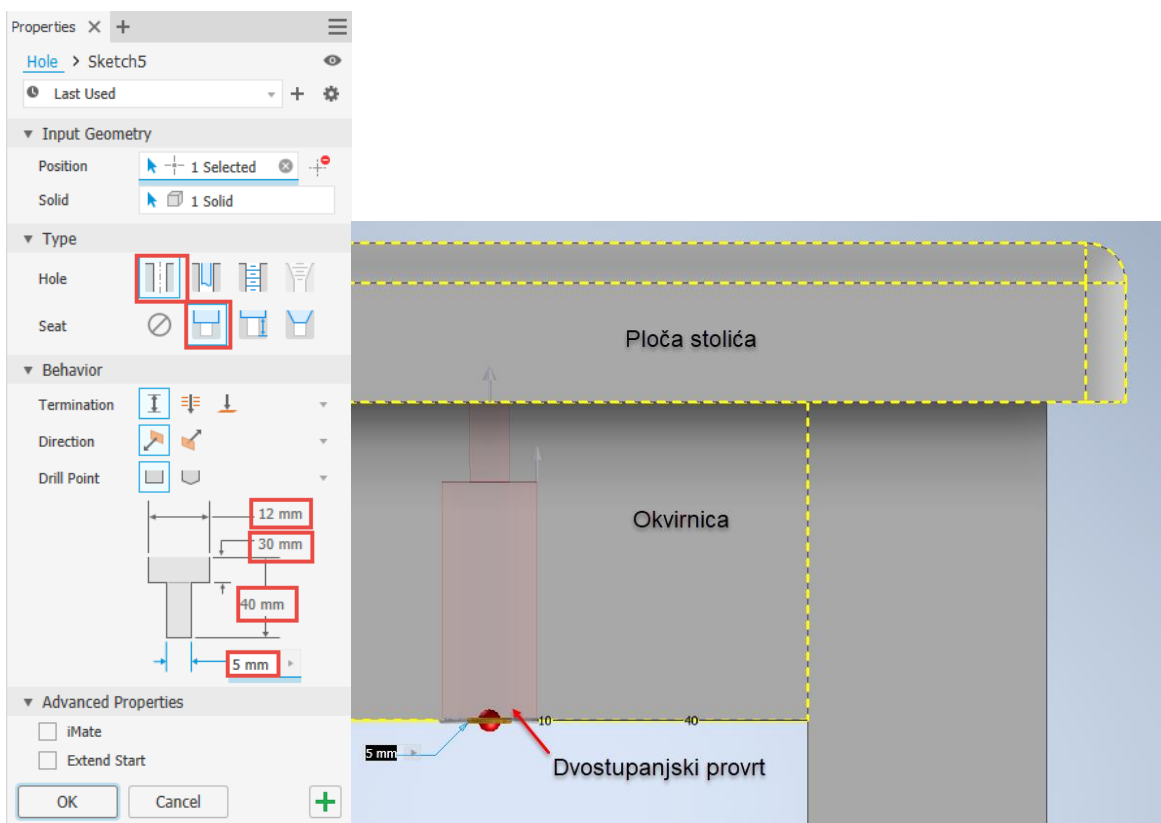 Properties
Hole > Sketch5
Last Used
Input Geometry
Position 1 Selected
Solid 1 Solid
Type
Hole
Seat
Behavior
Termination
Direction
Drill Point
12 mm
30 mm
40 mm
5 mm
Advanced Properties
iMate
Extend Start
OK Cancel
Ploča stolića
Okvirnica
10 40
5 mm
Dvostupanjski provrt